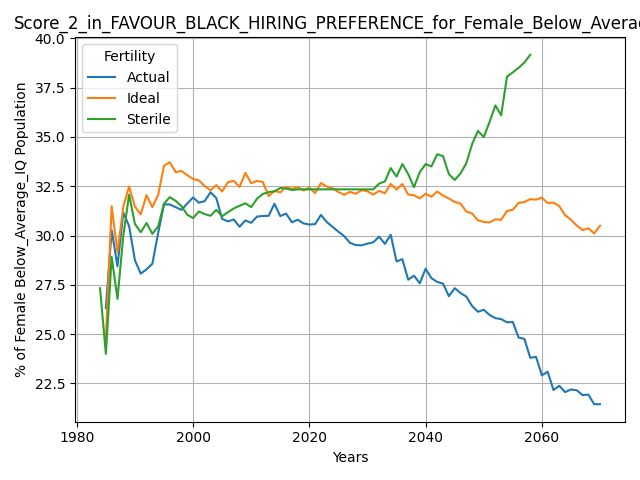 Score_2_in_FAVOUR_BLACK_HIRING_PREFERENCE_for_Female_Below_Avera
Fertility
Actual
Ideal
Sterile
40.0
37.5
35.0
32.5
30.0
27.5
25.0
22.5
% of Female Below_Average_IQ Population
1980
2000
2020
2040
2060
Years